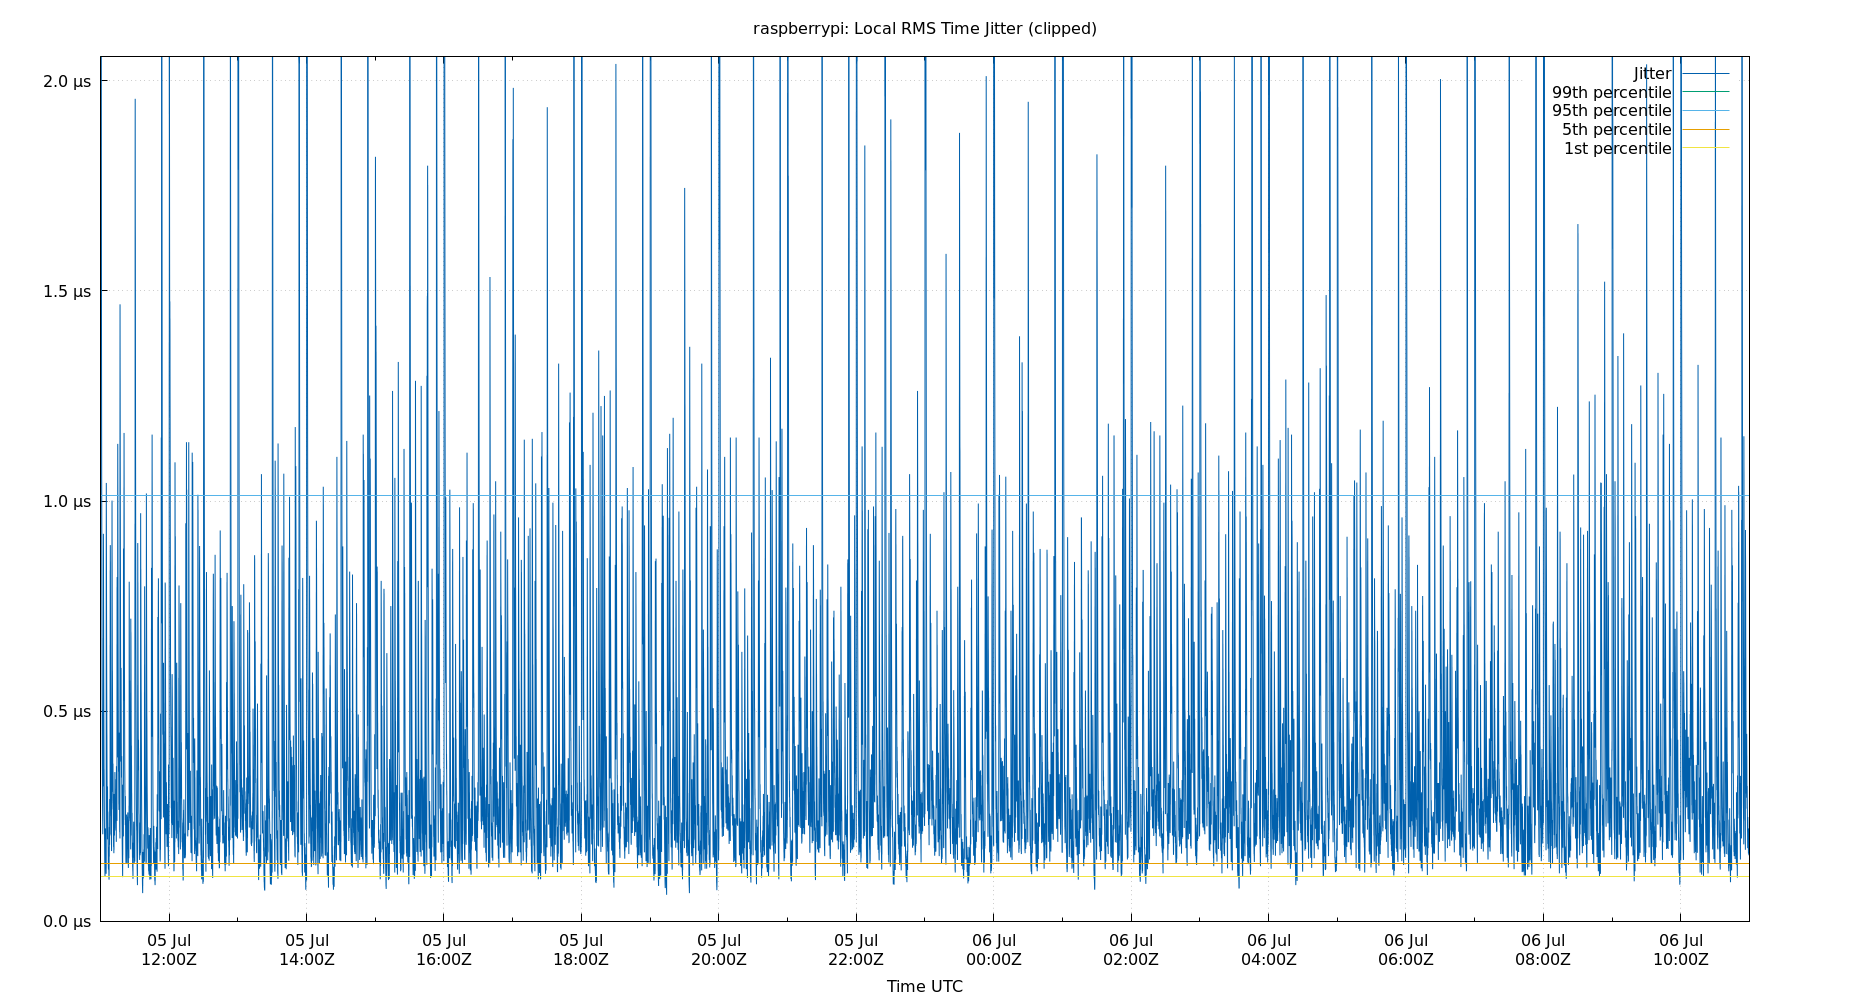 raspberrypi: Local RMS Time Jitter (clipped)
2.0 µs
1.5 µs
1.0 µs
0.5 µs
0.0 µs
Jitter
99th percentile
95th percentile
5th percentile
1st percentile
05 Jul 05 Jul 05 Jul 05 Jul 05 Jul 05 Jul 06 Jul 06 Jul 06 Jul 06 Jul 06 Jul 06 Jul
12:00Z 14:00Z 16:00Z 18:00Z 20:00Z 22:00Z 00:00Z 02:00Z 04:00Z 06:00Z 08:00Z 10:00Z
Time UTC